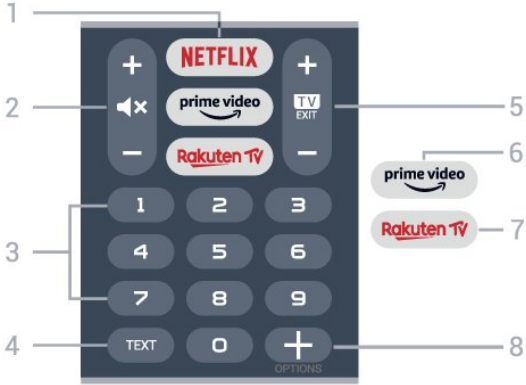 1
NETFLIX
+
+
2
prime video
TV
EXIT
5
6
−
−
Rakuten TV
prime video
3
1
2
3
Rakuten TV
7
4
5
6
7
8
9
4
TEXT
0
+
8
OPTIONS